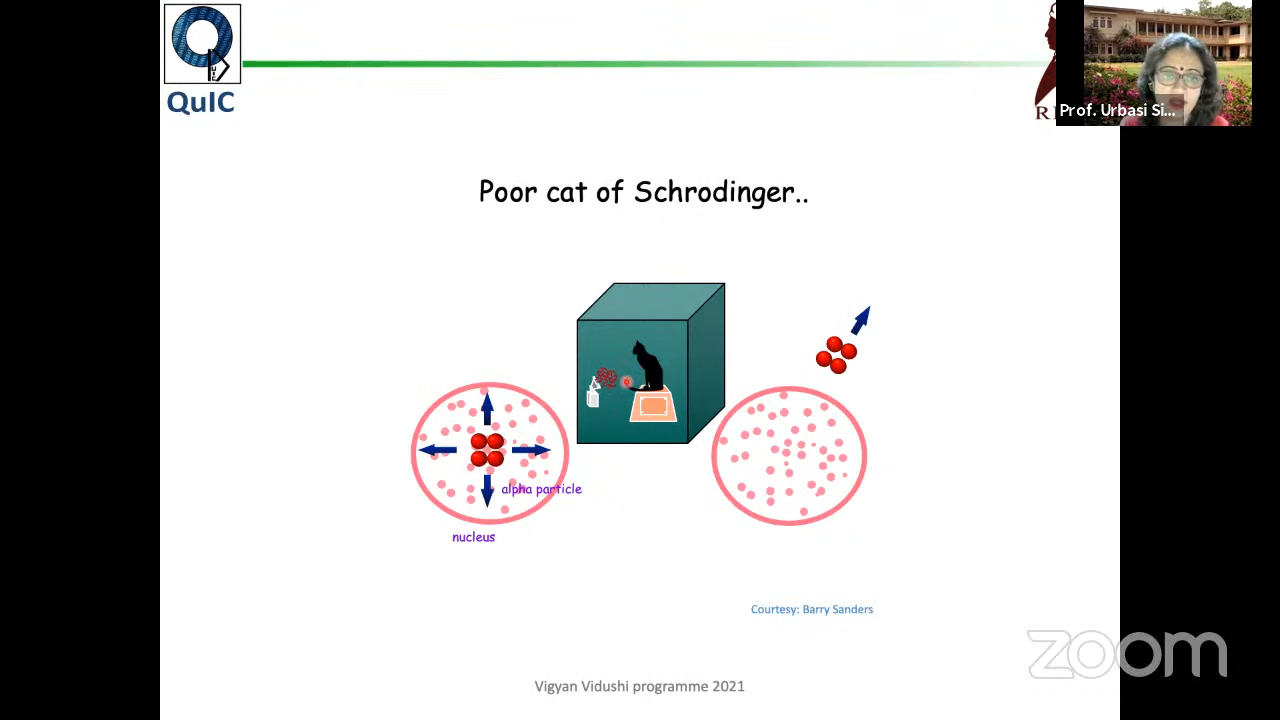 QuIC
Prof. Urbasi Si...
Poor cat of Schrodinger..
alpha particle
nucleus
Courtesy: Barry Sanders
zoom
Vigyan Vidushi programme 2021